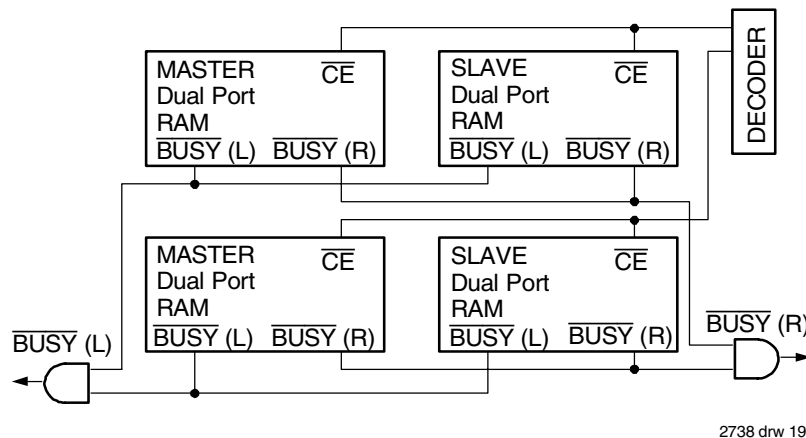 MASTER
Dual Port
RAM
CE
BUSY (L) BUSY (R)
SLAVE
Dual Port
RAM
CE
BUSY (L) BUSY (R)
DECODER
MASTER
Dual Port
RAM
CE
BUSY (L) BUSY (R)
SLAVE
Dual Port
RAM
CE
BUSY (L) BUSY (R)
BUSY (L)
BUSY (R)
2738 drw 19